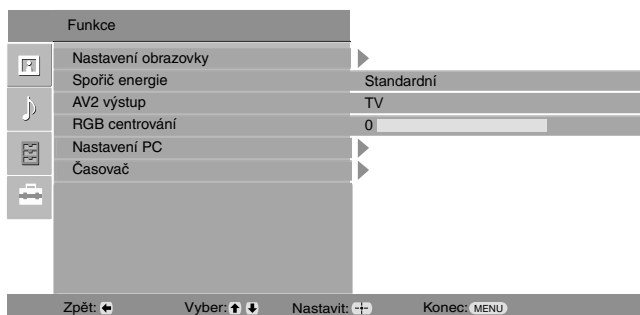 Funkce
Nastavení obrazovky
Spořič energie Standardní
AV2 výstup TV
RGB centrování 0
Nastavení PC
Časovač
Zpět: Vyber: Nastavit: Konec: MENU